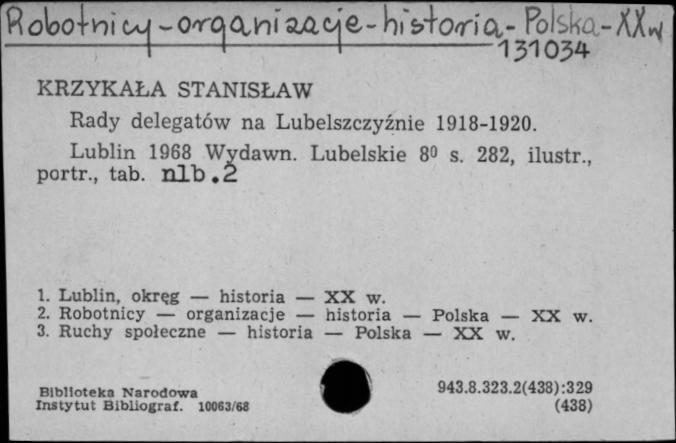 Robotnicy-organizacje-historia-Polska-XXw
131034
KRZYKAŁA STANISŁAW
Rady delegatów na Lubelszczyźnie 1918-1920.
Lublin 1968 Wydawn. Lubelskie 8⁰ s. 282, ilustr.,
portr., tab. nlb.2
1. Lublin, okręg — historia — XX w.
2. Robotnicy — organizacje — historia — Polska — XX w.
3. Ruchy społeczne — historia — Polska — XX w.
Biblioteka Narodowa 943.8.323.2(438):329
Instytut Bibliograf. 10063/68 (438)